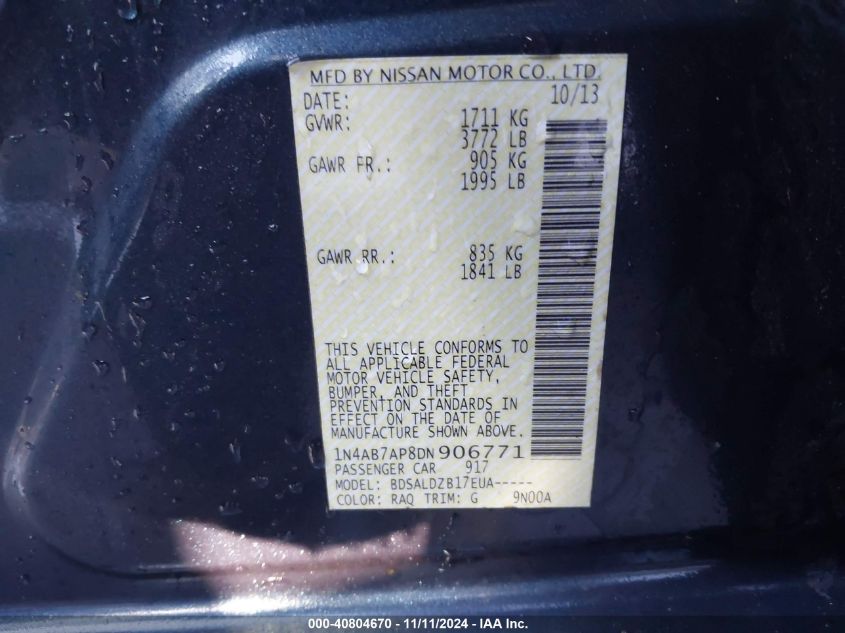 MFD BY NISSAN MOTOR CO., LTD.
DATE: 10/13
GVWR: 1711 KG
3772 LB
GAWR FR.: 905 KG
1995 LB
GAWR RR.: 835 KG
1841 LB
THIS VEHICLE CONFORMS TO
ALL APPLICABLE FEDERAL
MOTOR VEHICLE SAFETY,
BUMPER, AND THEFT
PREVENTION STANDARDS IN
EFFECT ON THE DATE OF
MANUFACTURE SHOWN ABOVE.
1N4AB7AP8DN906771
PASSENGER CAR 917
MODEL: BDSALDZB17EUA-----
COLOR: RAQ TRIM: G 9N00A
000-40804670 - 11/11/2024 - IAA Inc.